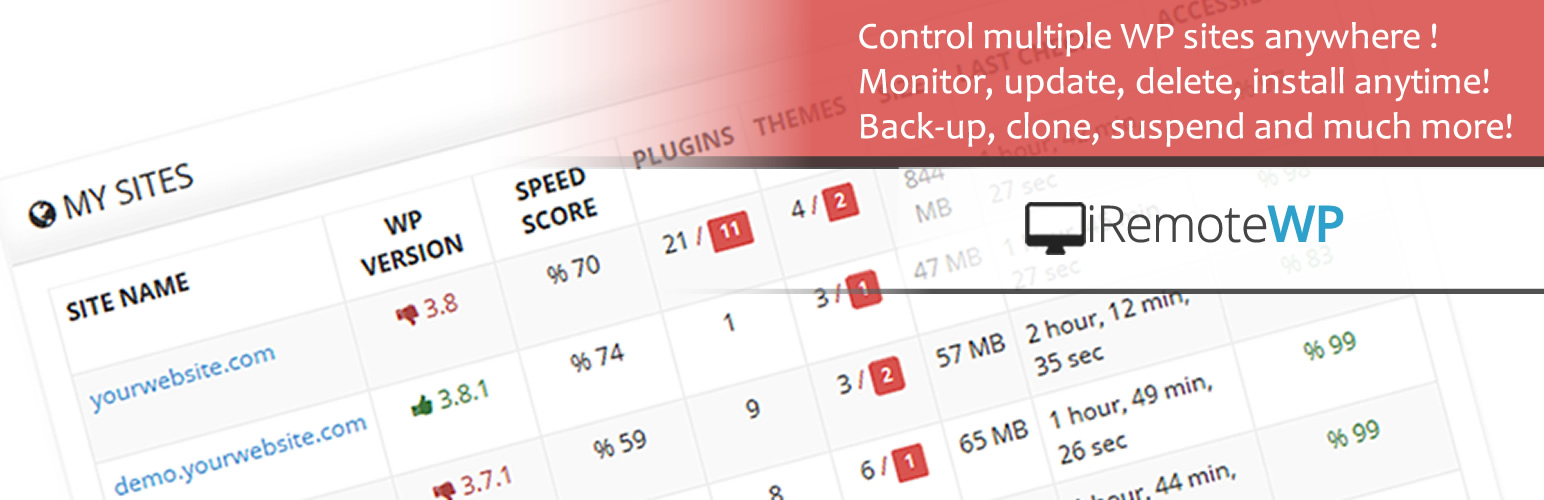 Control multiple WP sites anywhere !
Monitor, update, delete, install anytime!
Back-up, clone, suspend and much more!
iRemoteWP
MY SITES
SITE NAME
WP VERSION
SPEED SCORE
PLUGINS
THEMES
SIZE
LAST CHECK
yourwebsite.com
3.8
% 70
21 / 11
4 / 2
844 MB
27 sec
% 98
demo.yourwebsite.com
3.8.1
% 74
1
3 / 1
47 MB
27 sec
% 83
3.7.1
% 59
9
3 / 2
57 MB
2 hour, 12 min, 35 sec
% 99
8
6 / 1
65 MB
1 hour, 49 min, 26 sec
% 99
hour, 44 min,